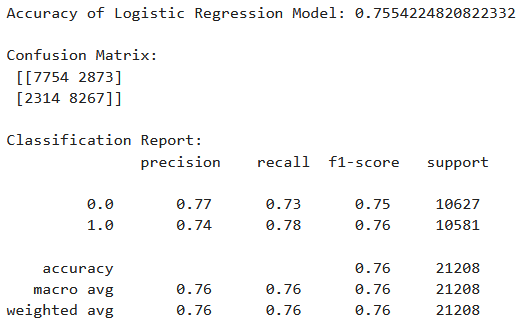 Accuracy of Logistic Regression Model: 0.7554224820822332
Confusion Matrix:
[[7754 2873]
[2314 8267]]
Classification Report:
precision recall f1-score support
0.0 0.77 0.73 0.75 10627
1.0 0.74 0.78 0.76 10581
accuracy 0.76 21208
macro avg 0.76 0.76 0.76 21208
weighted avg 0.76 0.76 0.76 21208